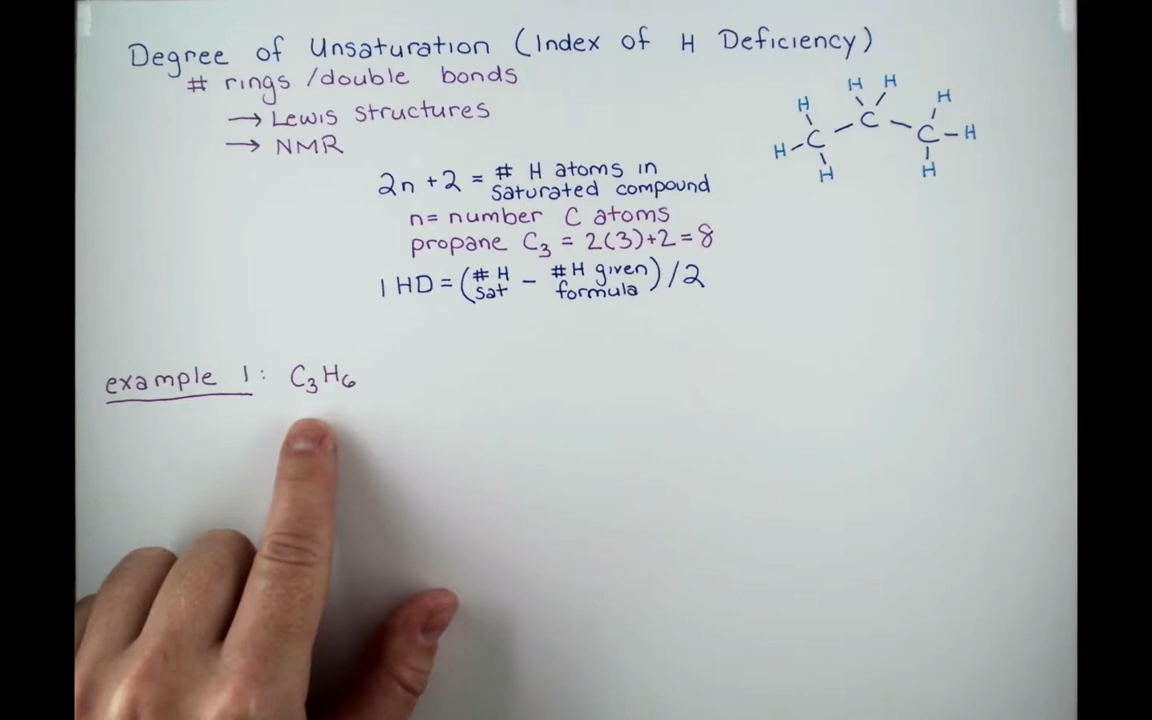 Degree of Unsaturation (Index of H Deficiency)
# rings /double bonds
→ Lewis structures
→ NMR
H H H H
C C C
H H H H
2n +2 = # H atoms in saturated compound
n= number C atoms
propane C₃ = 2(3)+2=8
IHD = (# H sat - # H given formula) /2
example 1: C₃H₆